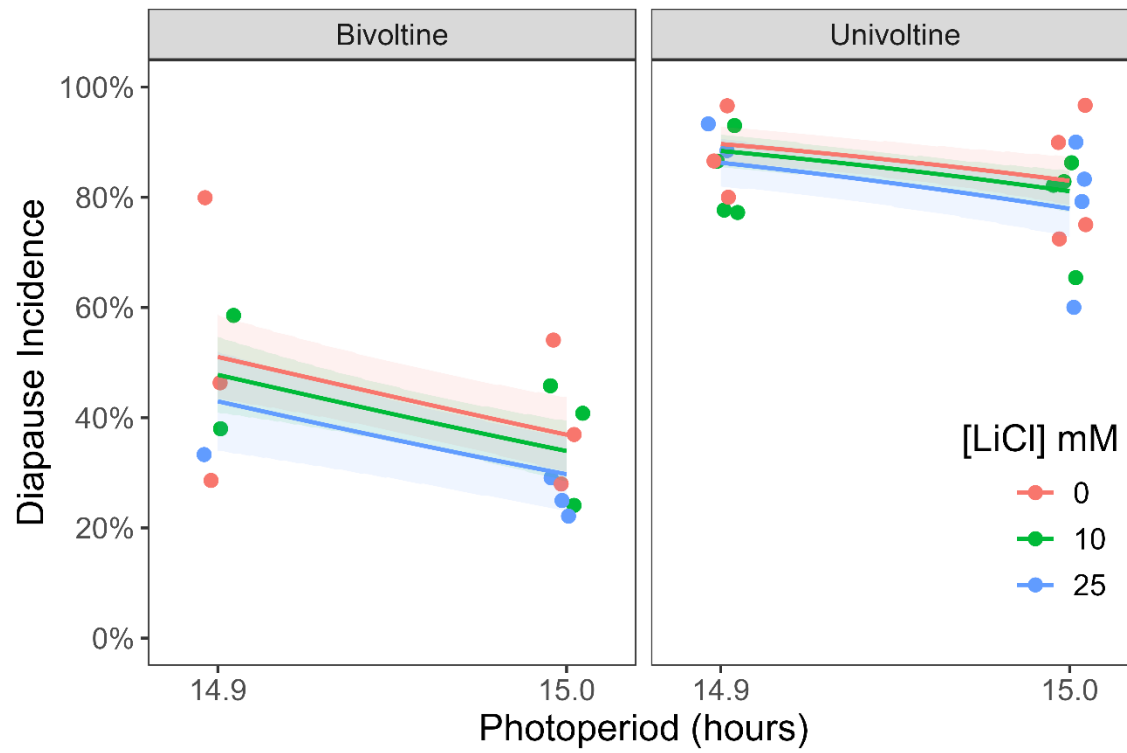 Bivoltine
Univoltine
Diapause Incidence
100%
80%
60%
40%
20%
0%
14.9
15.0
14.9
15.0
Photoperiod (hours)
[LiCl] mM
0
10
25